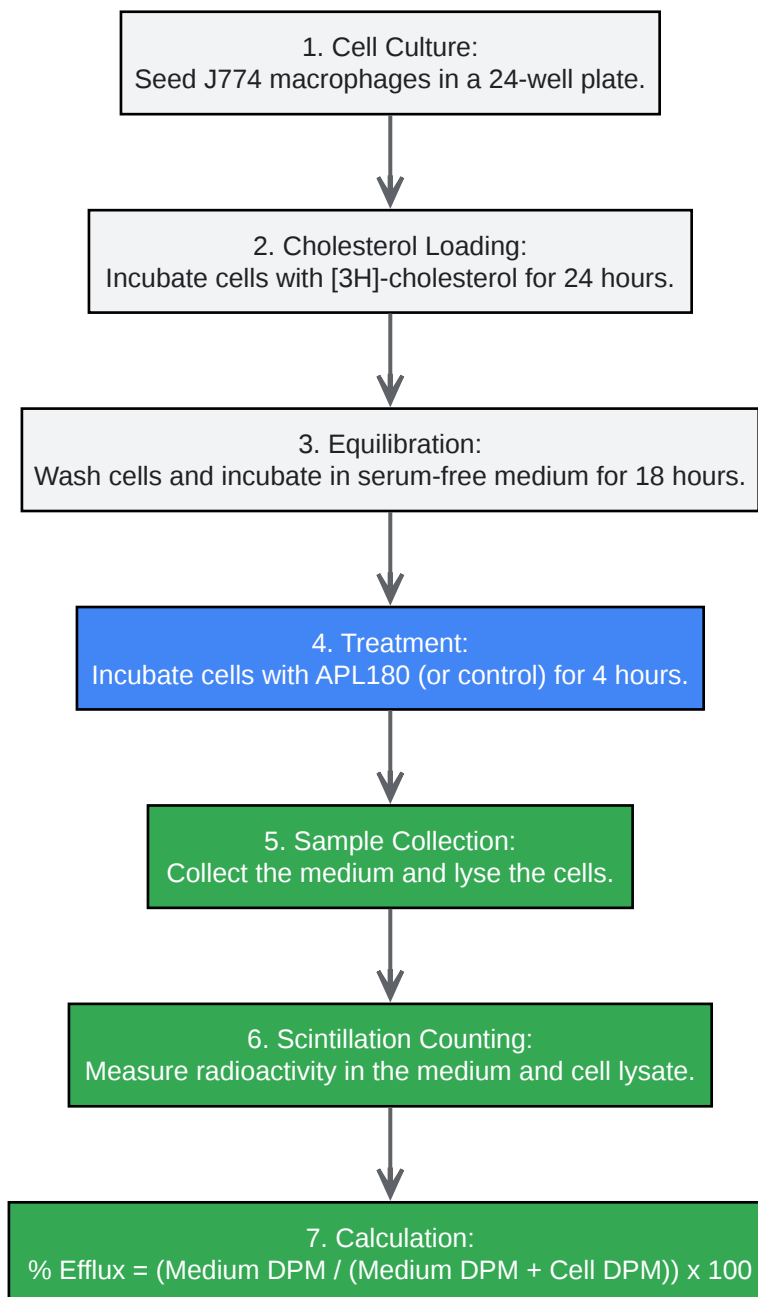 1. Cell Culture:
Seed J774 macrophages in a 24-well plate.
2. Cholesterol Loading:
Incubate cells with [3H]-cholesterol for 24 hours.
3. Equilibration:
Wash cells and incubate in serum-free medium for 18 hours.
4. Treatment:
Incubate cells with APL180 (or control) for 4 hours.
5. Sample Collection:
Collect the medium and lyse the cells.
6. Scintillation Counting:
Measure radioactivity in the medium and cell lysate.
7. Calculation:
% Efflux = (Medium DPM / (Medium DPM + Cell DPM)) x 100